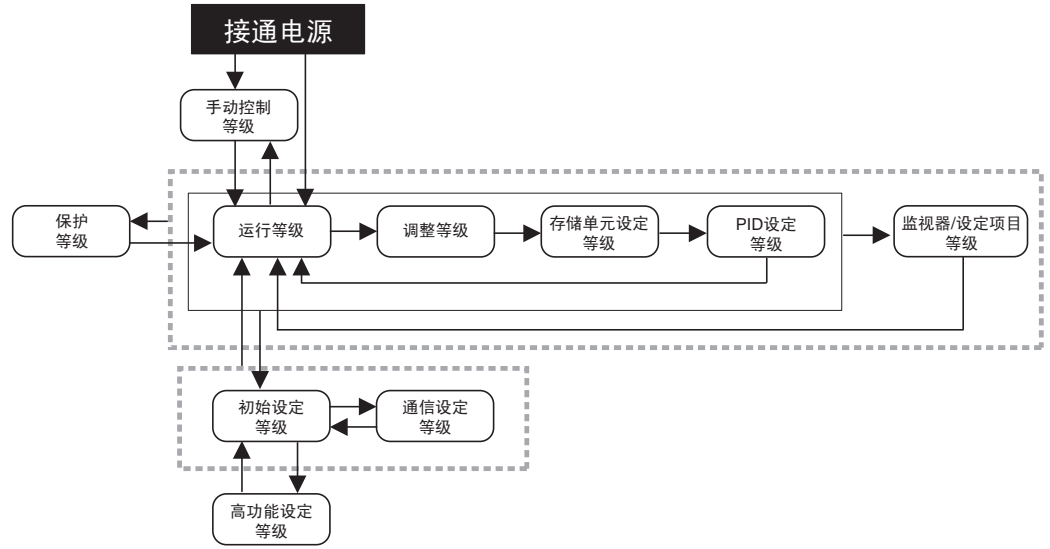 接通电源
手动控制
等级
保护
等级
运行等级
调整等级
存储单元设定
等级
PID设定
等级
监视器/设定项目
等级
初始设定
等级
通信设定
等级
高功能设定
等级